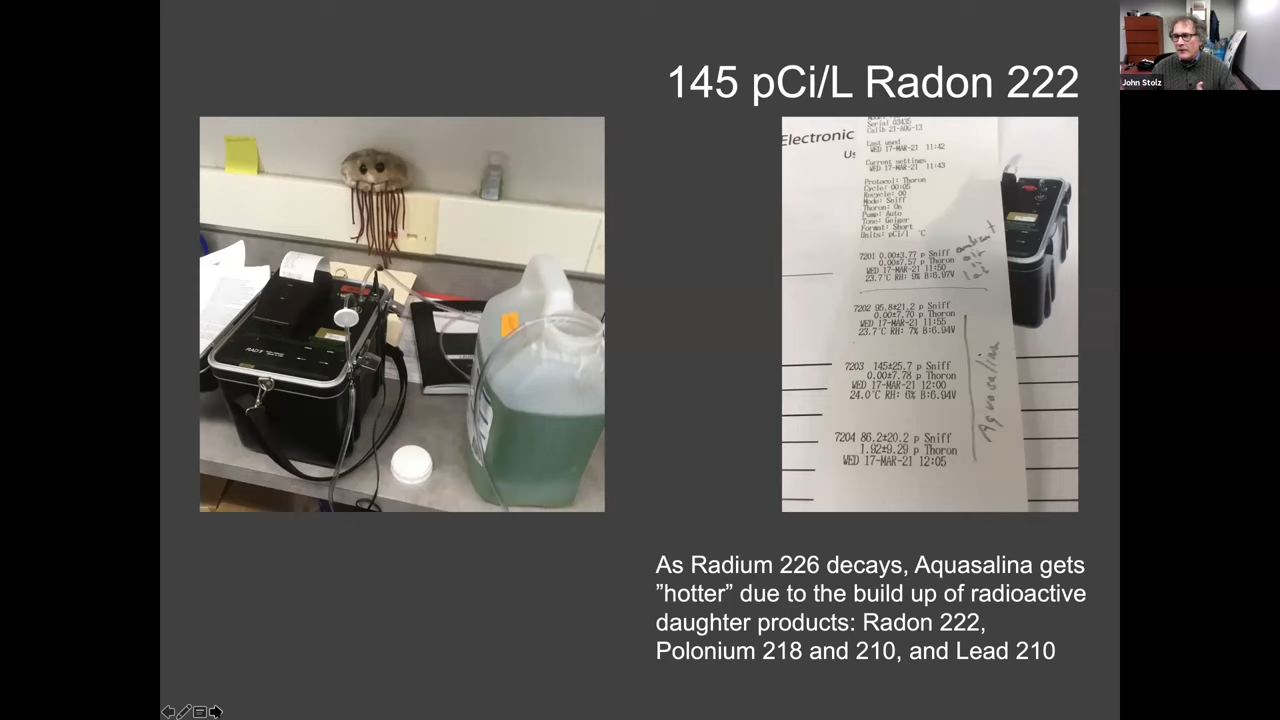 145 pCi/L Radon 222
John Stolz
RAD7
Electronic
Us
Serial 03435
Calib 21-AUG-13
Last used
WED 17-MAR-21 11:42
Current settings
WED 17-MAR-21 11:43
Protocol: Thoron
Cycle: 00:05
Recycle: 00
Mode: Sniff
Thoron: On
Pump: Auto
Tone: Geiger
Format: Short
Units: pCi/l °C
7201 0.00±3.77 p Sniff
0.00±7.57 p Thoron
WED 17-MAR-21 11:50
23.7°C RH: 9% B:6.97V
ambient
7202 95.8±21.2 p Sniff
0.00±7.70 p Thoron
WED 17-MAR-21 11:55
23.7°C RH: 7% B:6.94V
7203 145±25.7 p Sniff
0.00±7.78 p Thoron
WED 17-MAR-21 12:00
24.0°C RH: 6% B:6.94V
Aquasalina
7204 86.2±20.2 p Sniff
1.92±9.29 p Thoron
WED 17-MAR-21 12:05
As Radium 226 decays, Aquasalina gets
”hotter” due to the build up of radioactive
daughter products: Radon 222,
Polonium 218 and 210, and Lead 210